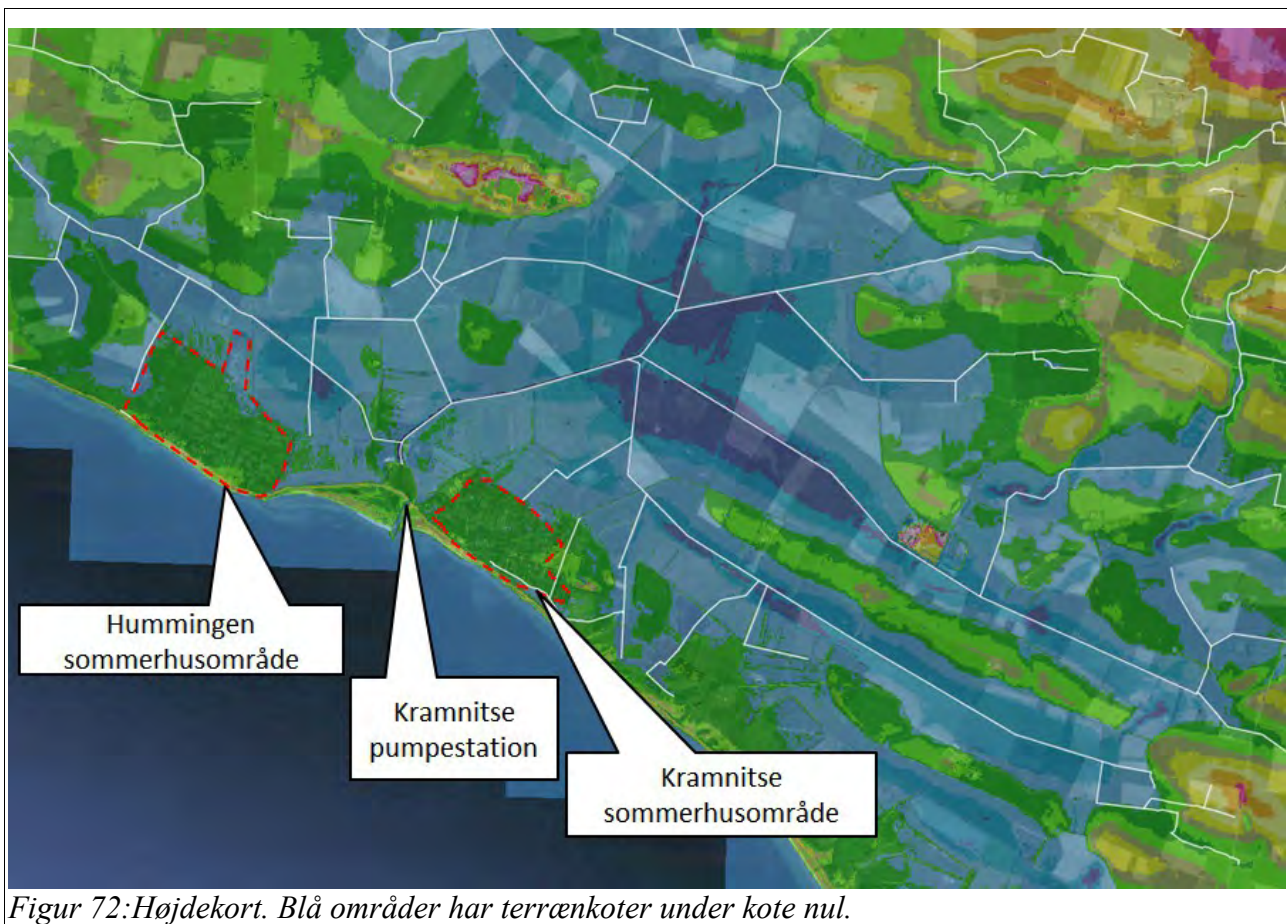 Hummingen
sommerhusområde
Kramnitse
pumpestation
Kramnitse
sommerhusområde
Figur 72:Højdekort. Blå områder har terrænkoter under kote nul.